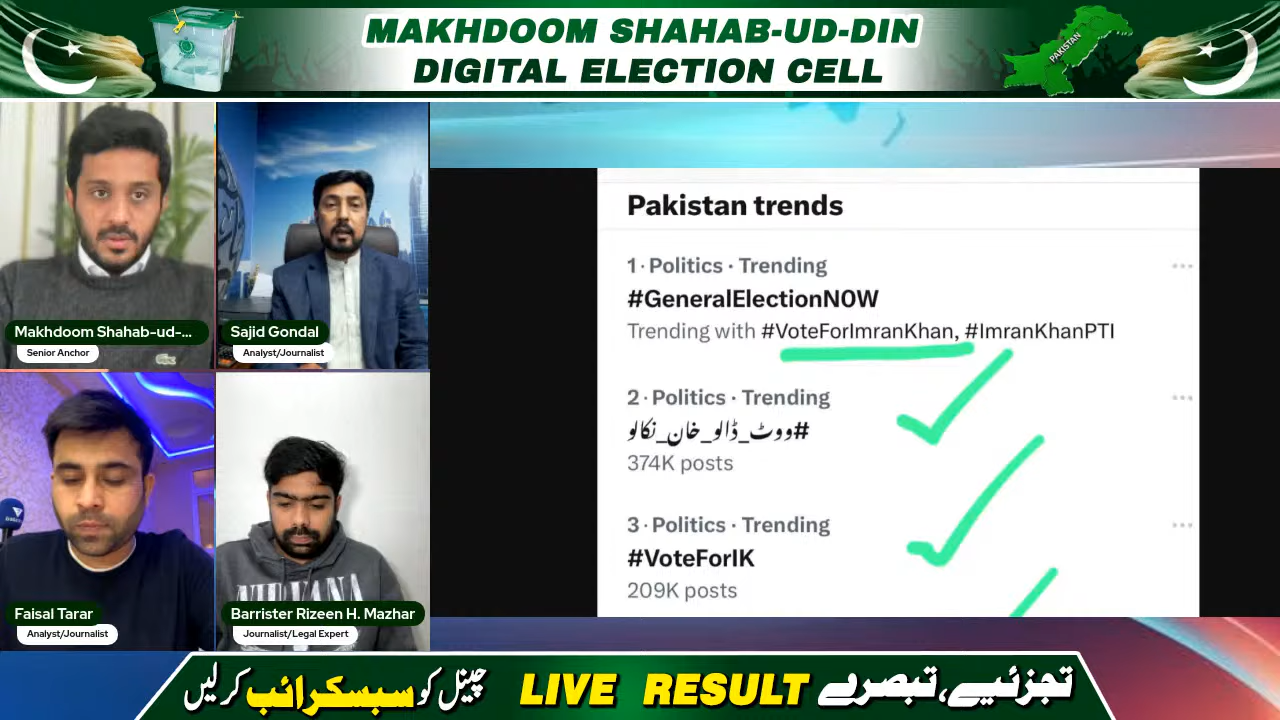 MAKHDOOM SHAHAB-UD-DIN
DIGITAL ELECTION CELL
PAKISTAN
Makhdoom Shahab-ud-...
Senior Anchor
Sajid Gondal
Analyst/Journalist
Faisal Tarar
Analyst/Journalist
Barrister Rizeen H. Mazhar
Journalist/Legal Expert
NIRVANA
Pakistan trends
1 · Politics · Trending
#GeneralElectionN0W
Trending with #VoteForImranKhan, #ImranKhanPTI
2 · Politics · Trending
#ووٹ_ڈالو_خان_نکالو
374K posts
3 · Politics · Trending
#VoteForIK
209K posts
تجزئیے، تبصرے LIVE RESULT چینل کو سبسکرائب کر لیں